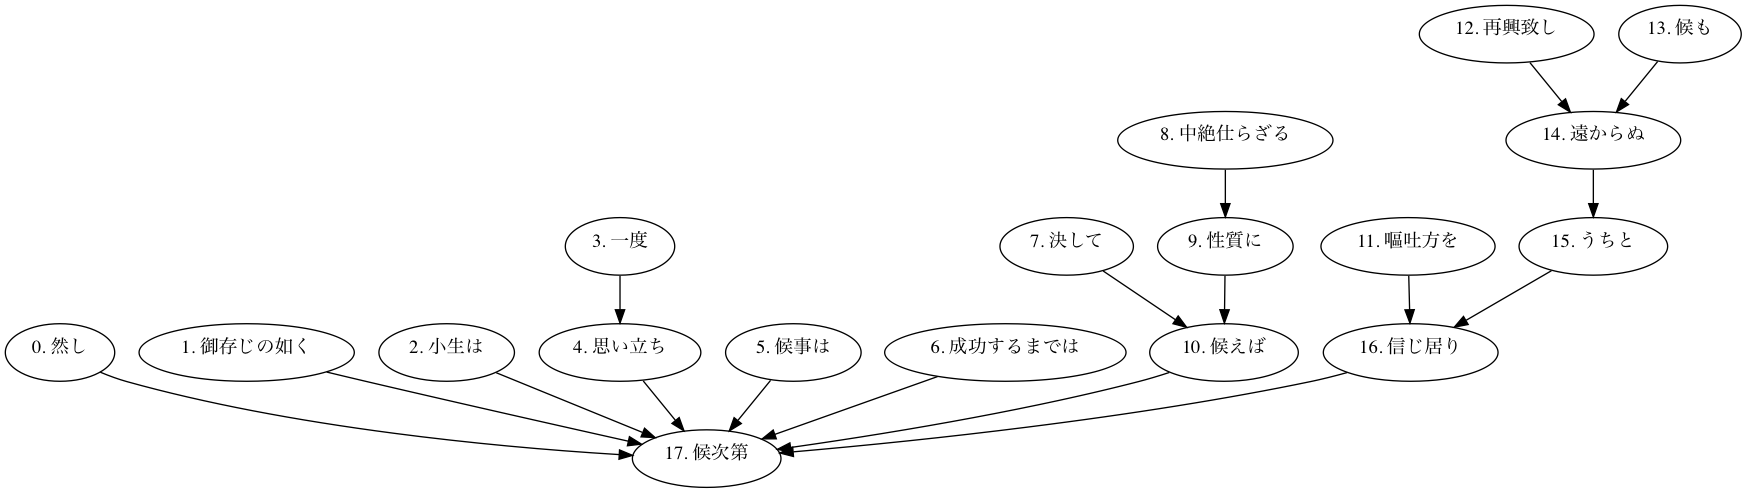 12. 再興致し
13. 候も
8. 中絶仕らざる
14. 遠からぬ
3. 一度
7. 決して
9. 性質に
11. 嘔吐方を
15. うちと
0. 然し
1. 御存じの如く
2. 小生は
4. 思い立ち
5. 候事は
6. 成功するまでは
10. 候えば
16. 信じ居り
17. 候次第